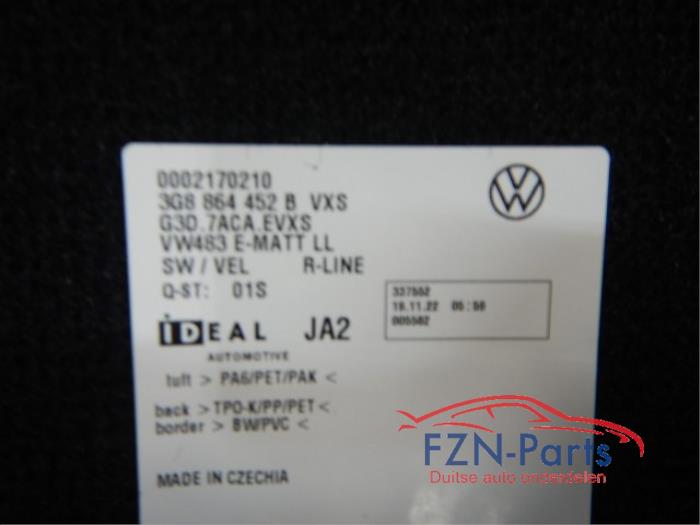 0002170210
3G8 864 452 B VXS
G3D.7ACA.EVXS
VW483 E-MATT LL
SW / VEL R-LINE
Q-ST: 01S
337552
19.11.22 05:56
005582
iDEAL JA2
AUTOMOTIVE
tuft > PA6/PET/PAK <
back > TPO-K/PP/PET <
border > BW/PVC <
MADE IN CZECHIA
FZN-Parts
Duitse auto onderdelen